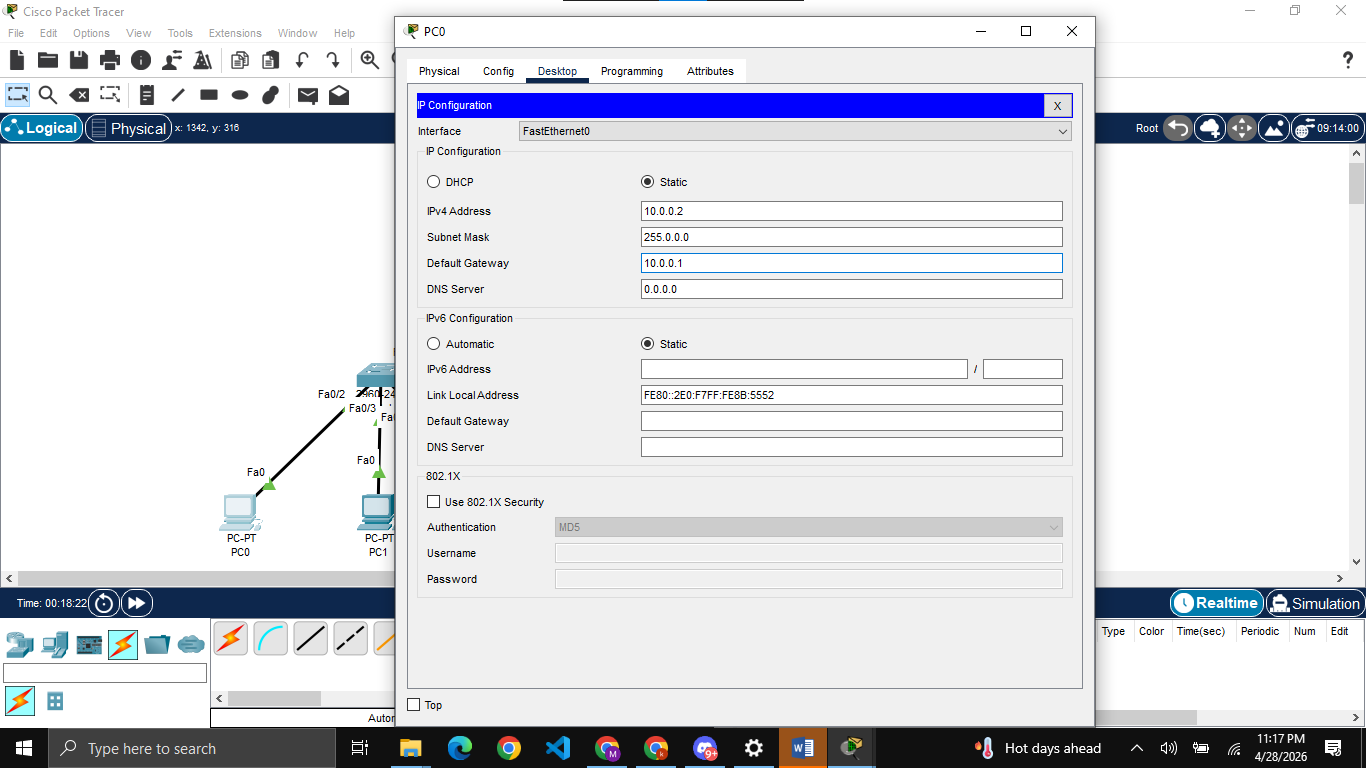 Cisco Packet Tracer
File Edit Options View Tools Extensions Window Help
PC0
Physical Config Desktop Programming Attributes
IP Configuration X
Interface FastEthernet0
IP Configuration
DHCP Static
IPv4 Address 10.0.0.2
Subnet Mask 255.0.0.0
Default Gateway 10.0.0.1
DNS Server 0.0.0.0
IPv6 Configuration
Automatic Static
IPv6 Address /
Link Local Address FE80::2E0:F7FF:FE8B:5552
Default Gateway
DNS Server
802.1X
Use 802.1X Security
Authentication MD5
Username
Password
Top
Logical Physical x: 1342, y: 316
Root 09:14:00
Fa0/2 2960-24
Fa0/3 Fa0
Fa0 Fa0
PC-PT
PC0
PC-PT
PC1
Time: 00:18:22
Realtime Simulation
Type Color Time(sec) Periodic Num Edit
Type here to search
Hot days ahead
11:17 PM
4/28/2026